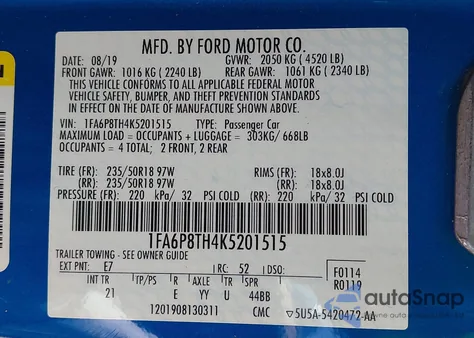 MFD. BY FORD MOTOR CO.
DATE: 08/19 GVWR: 2050 KG (4520 LB)
FRONT GAWR: 1016 KG (2240 LB) REAR GAWR: 1061 KG (2340 LB)
THIS VEHICLE CONFORMS TO ALL APPLICABLE FEDERAL MOTOR
VEHICLE SAFETY, BUMPER, AND THEFT PREVENTION STANDARDS
IN EFFECT ON THE DATE OF MANUFACTURE SHOWN ABOVE.
VIN: 1FA6P8TH4K5201515 TYPE: Passenger Car
MAXIMUM LOAD = OCCUPANTS + LUGGAGE = 303KG/ 668LB
OCCUPANTS = 4 TOTAL; 2 FRONT, 2 REAR
TIRE (FR): 235/50R18 97W RIMS (FR): 18x8.0J
(RR): 235/50R18 97W (RR): 18x8.0J
PRESSURE (FR): 220 kPa/ 32 PSI COLD (RR): 220 kPa/ 32 PSI COLD
1FA6P8TH4K5201515
TRAILER TOWING - SEE OWNER GUIDE
EXT PNT: E7 RC: 52 DSO: F0114
INT TR TP/PS R AXLE TR SPR R0119
21 E YY U 44BB
1201908130311 CMC 5U5A-5420472-AA
autoSnap